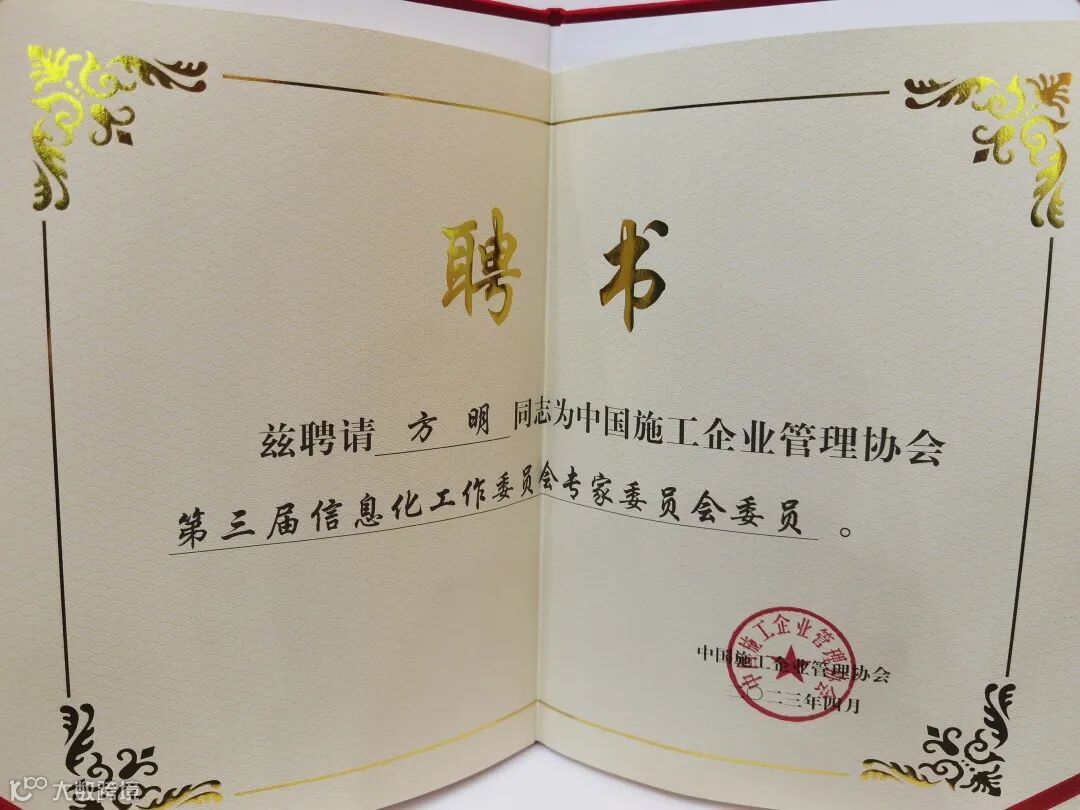 聘书
兹聘请 方明 同志为中国施工企业管理协会
第三届信息化工作委员会专家委员会委员。
中国施工企业管理协会
中国施工企业管理协会
二〇二三年四月
大数跨境